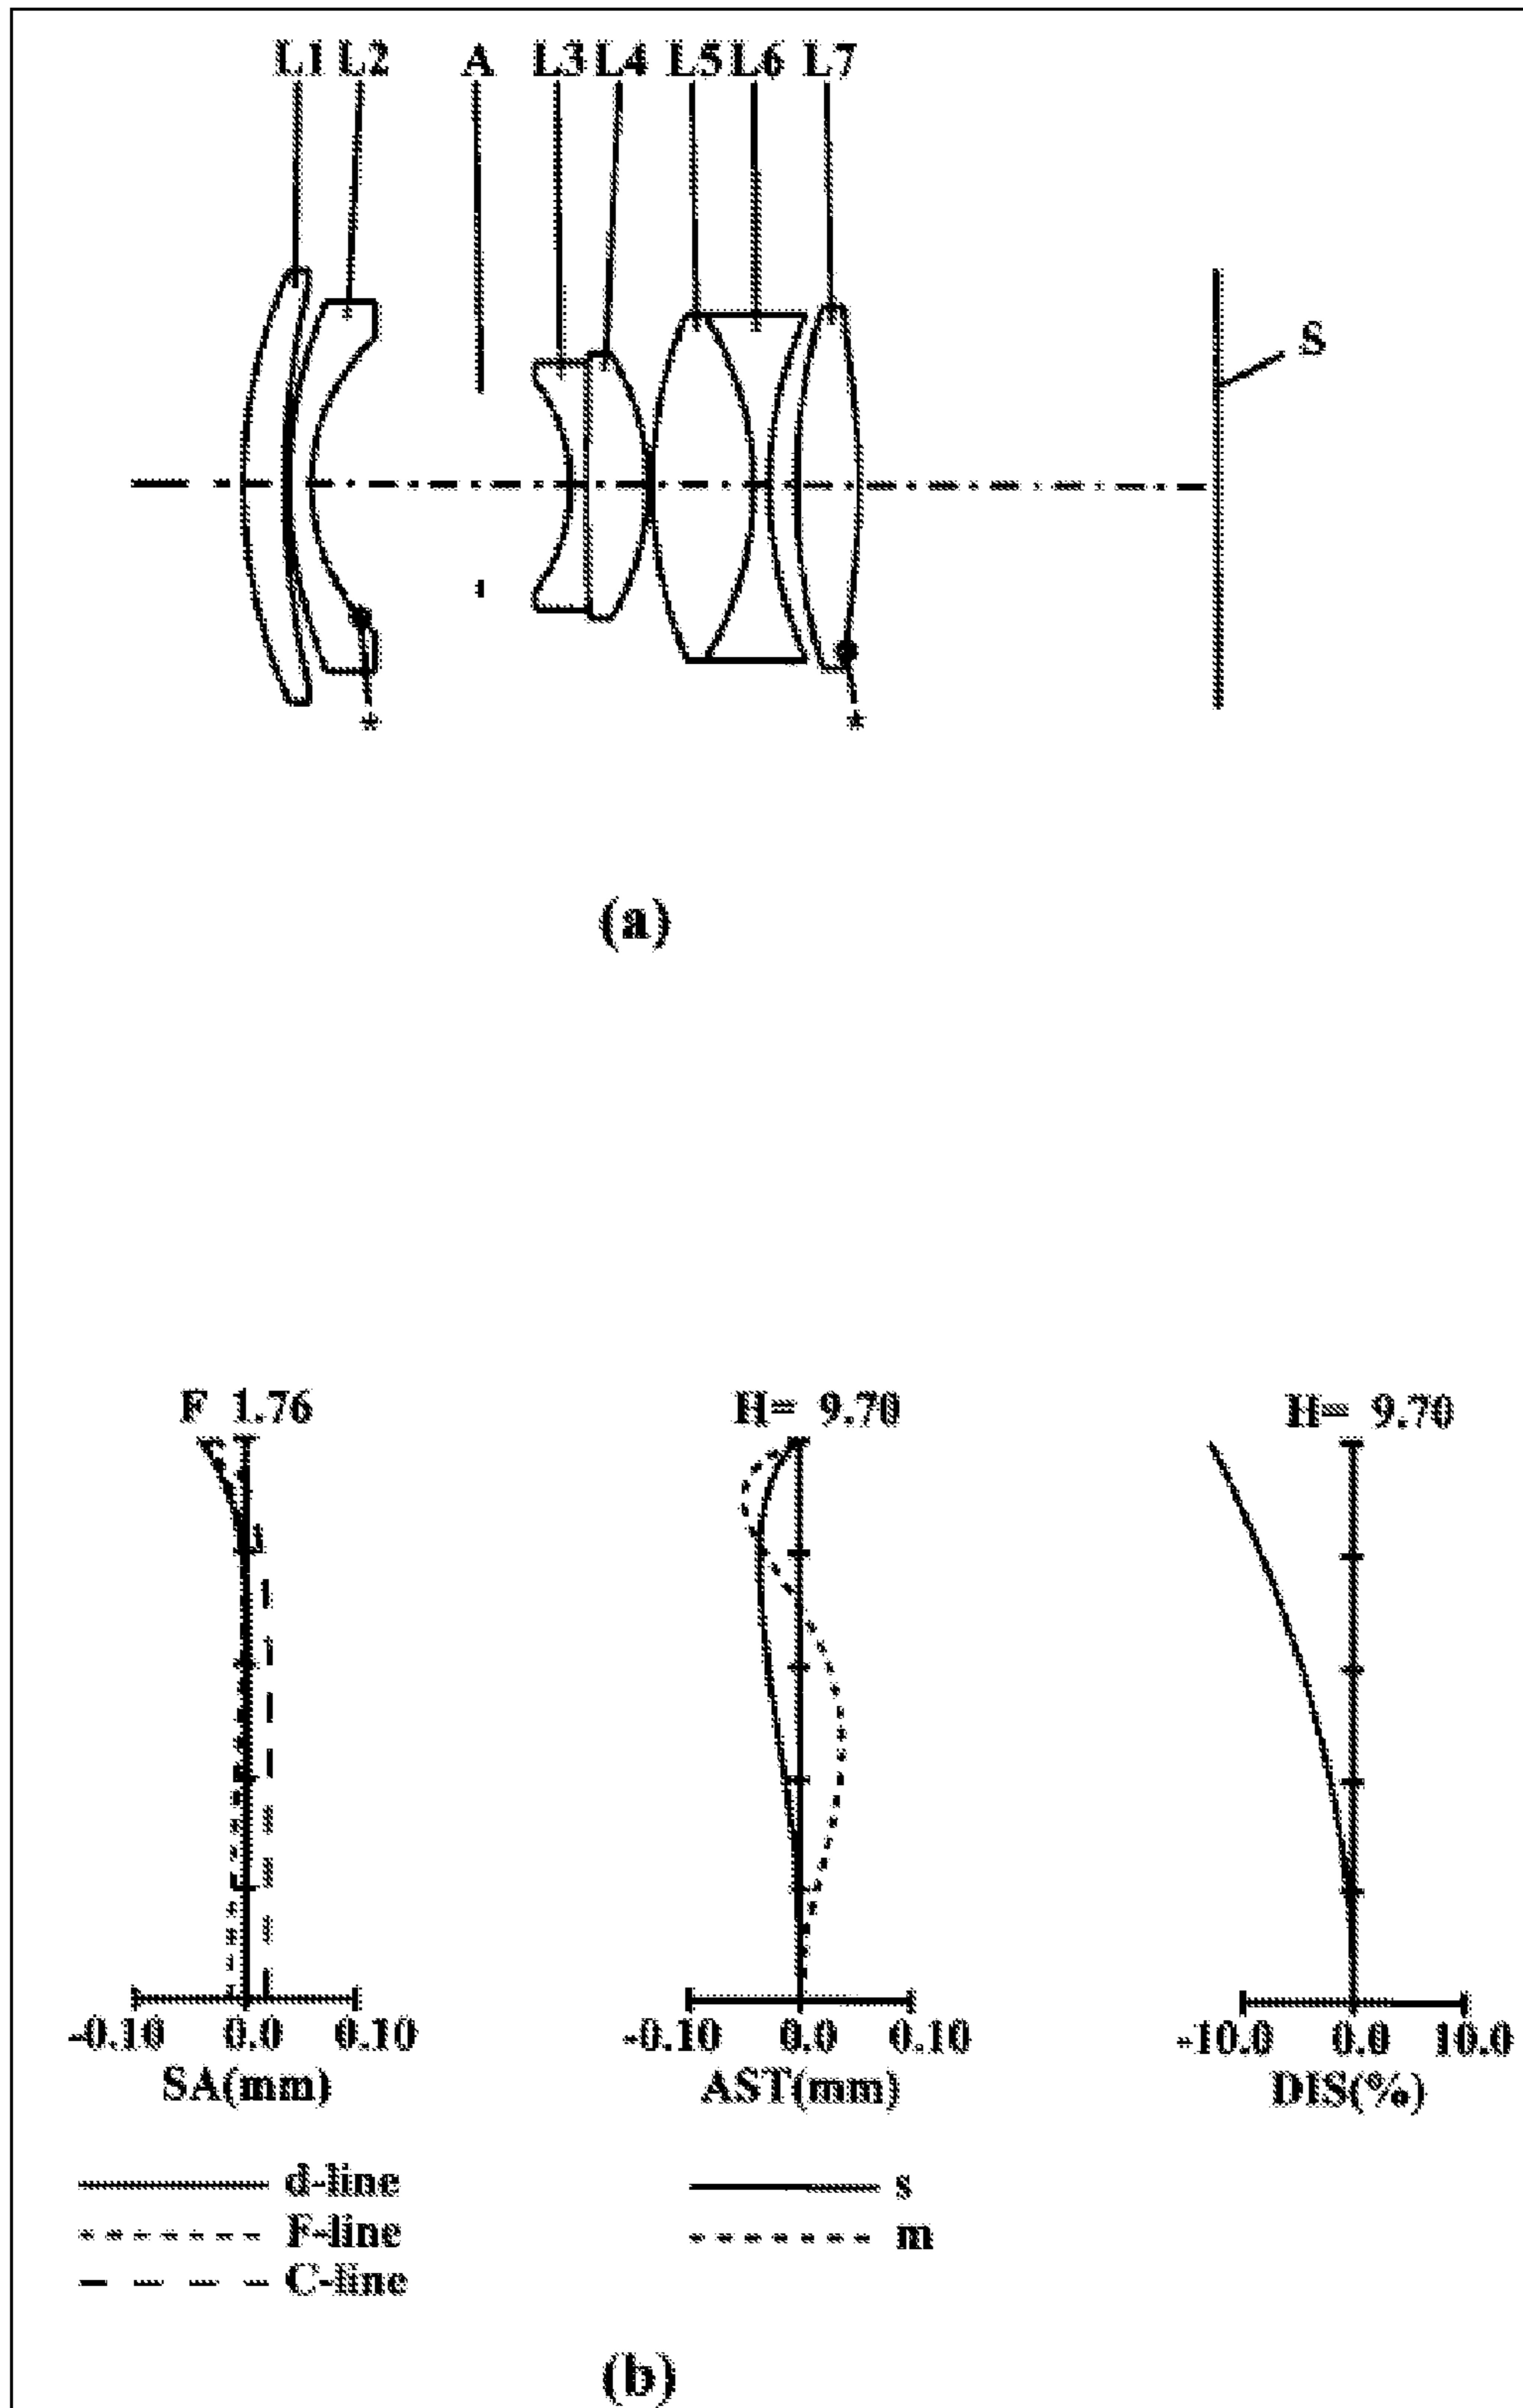 L1 L2 A L3 L4 L5 L6 L7
S
* *
(a)
F 1.76 H= 9.70 H= 9.70
-0.10 0.0 0.10 -0.10 0.0 0.10 -10.0 0.0 10.0
SA(mm) AST(mm) DIS(%)
d-line s
F-line m
C-line
(b)